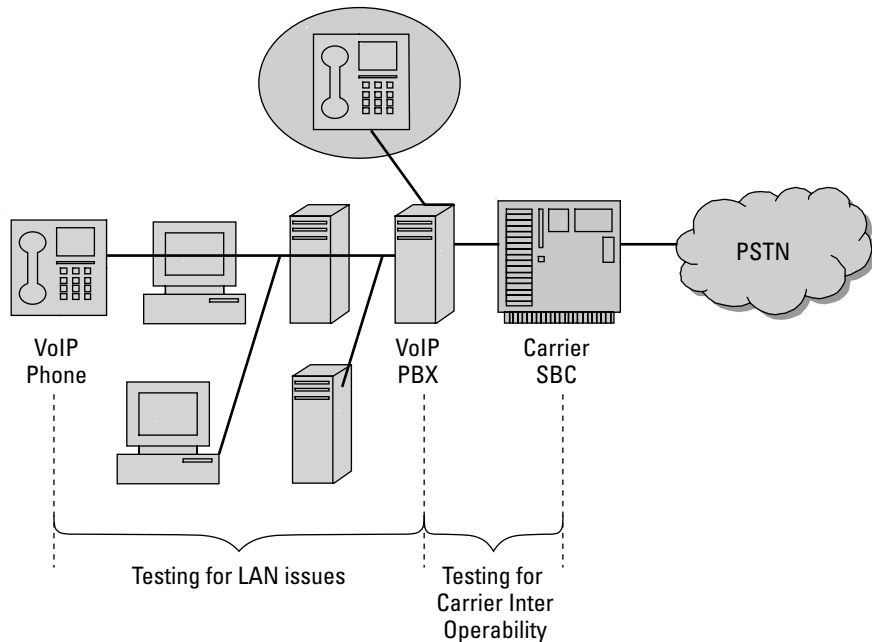 PSTN
VoIP
Phone
VoIP
PBX
Carrier
SBC
Testing for LAN issues
Testing for
Carrier Inter
Operability